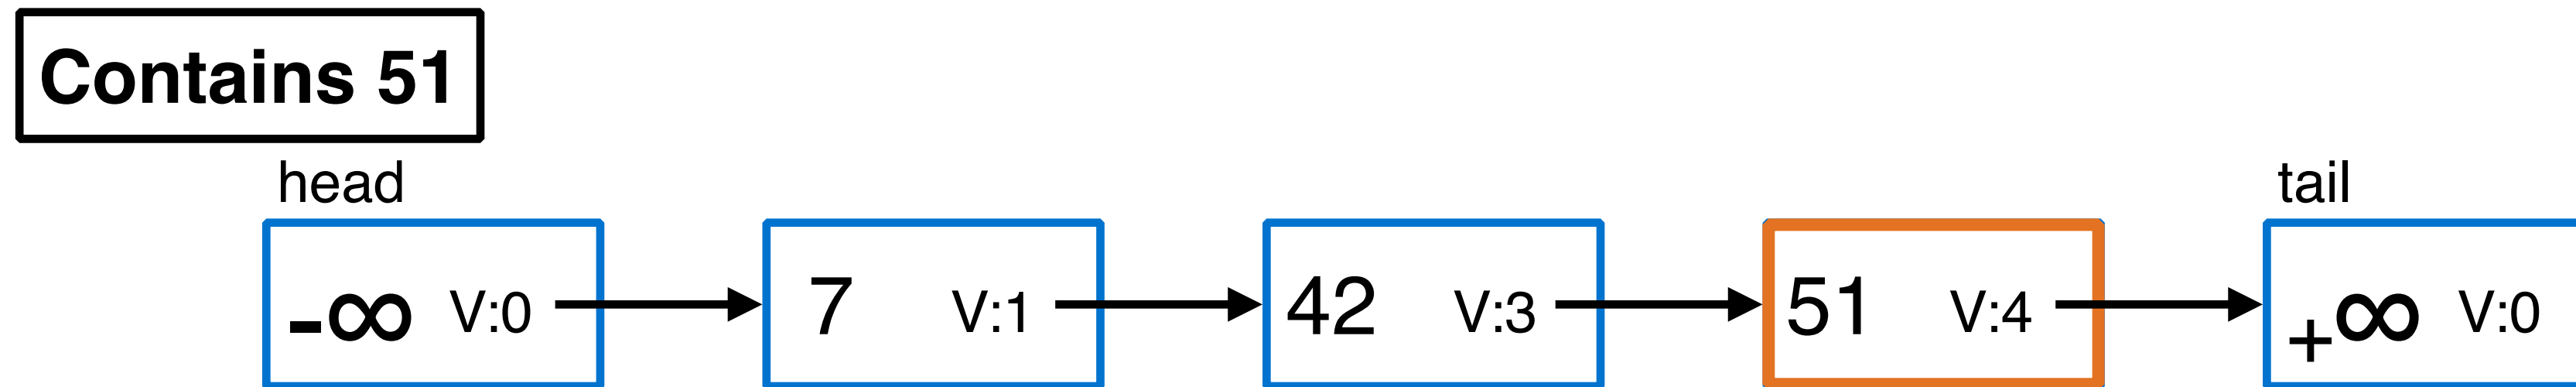 Contains 51
head
tail
-∞ V:0
7 V:1
42 V:3
51 V:4
+∞ V:0